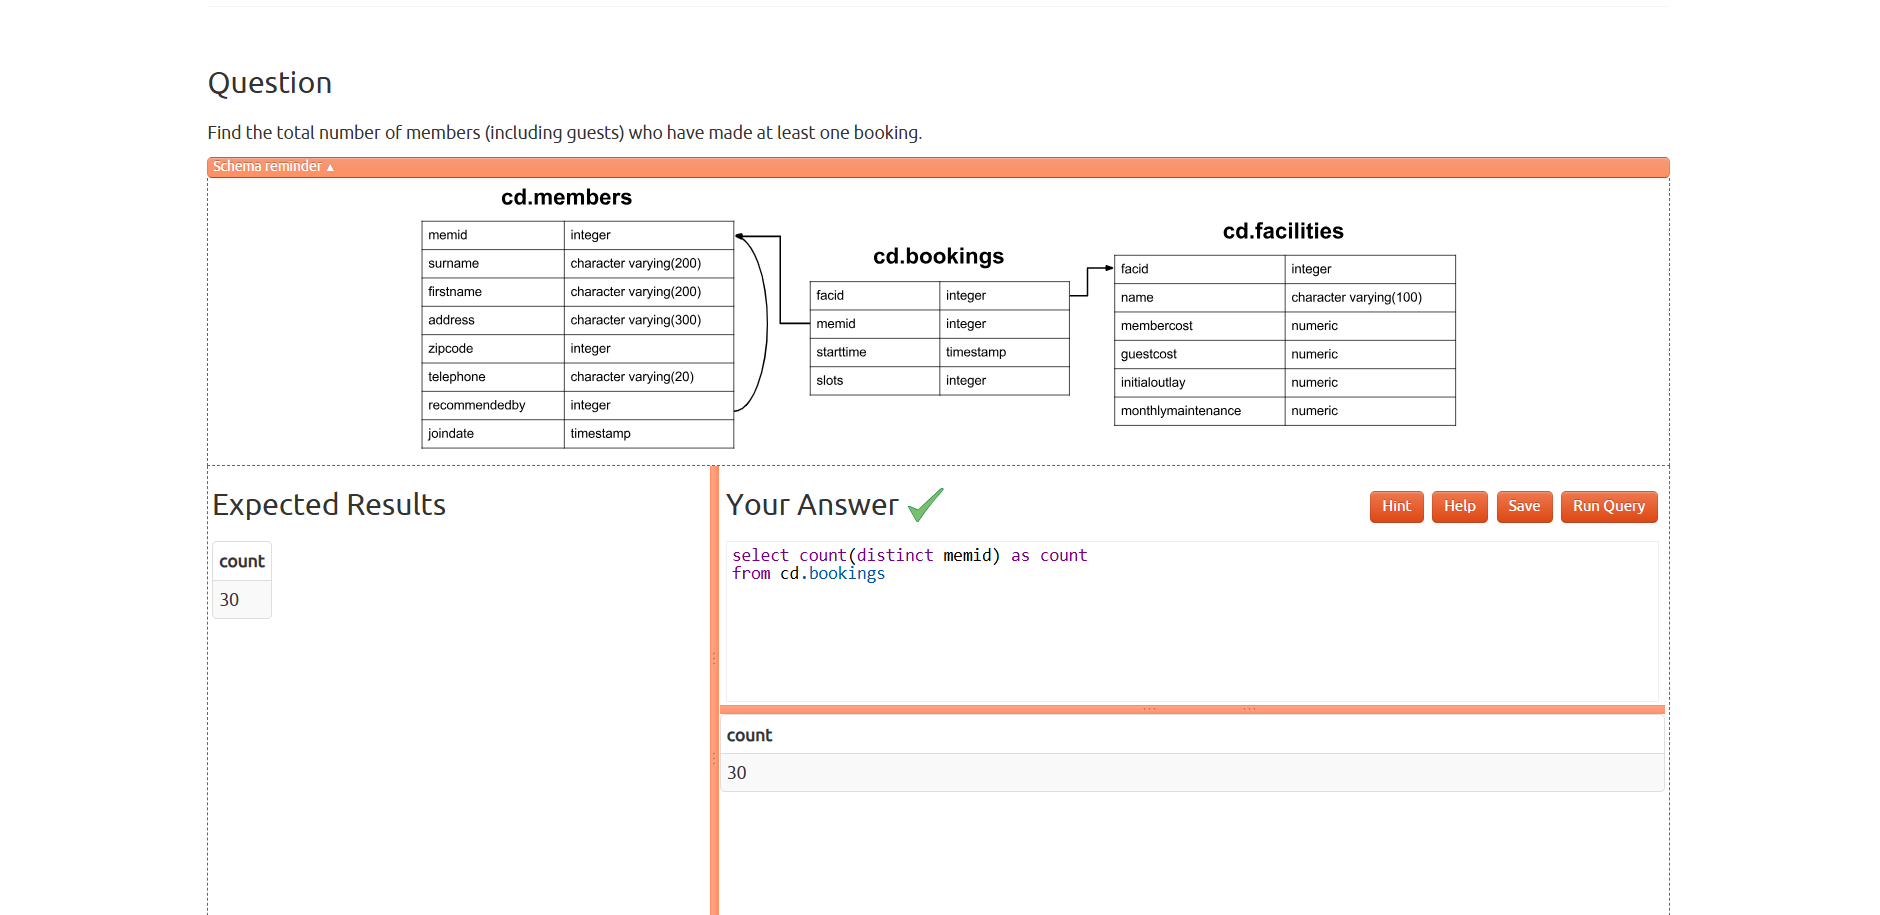 Question
Find the total number of members (including guests) who have made at least one booking.
Schema reminder ▲
cd.members
memid integer
surname character varying(200)
firstname character varying(200)
address character varying(300)
zipcode integer
telephone character varying(20)
recommendedby integer
joindate timestamp
cd.bookings
facid integer
memid integer
starttime timestamp
slots integer
cd.facilities
facid integer
name character varying(100)
membercost numeric
guestcost numeric
initialoutlay numeric
monthlymaintenance numeric
Expected Results
count
30
Your Answer
Hint Help Save Run Query
select count(distinct memid) as count
from cd.bookings
count
30